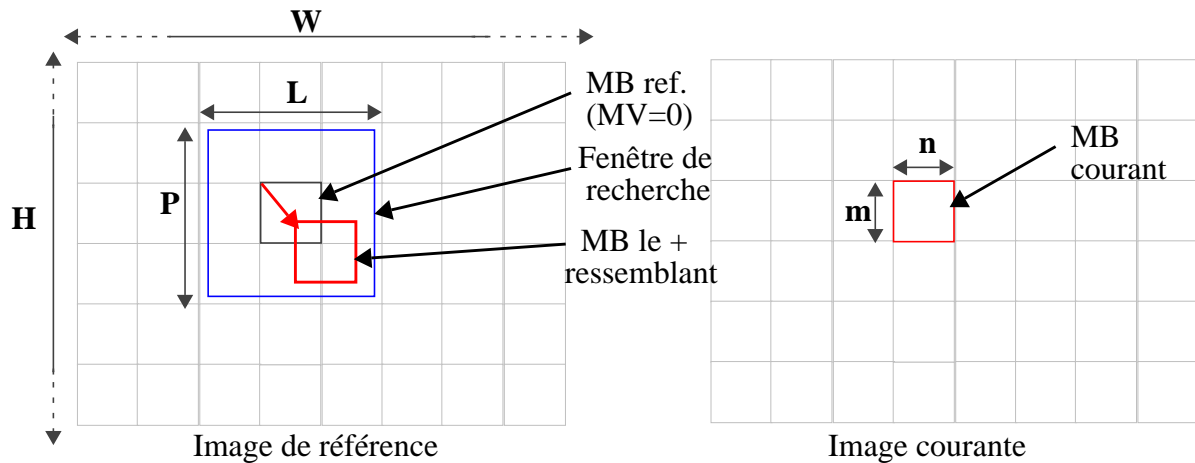 W
L
P
H
MB ref.
(MV=0)
Fenêtre de
recherche
MB le +
ressemblant
Image de référence
n
m
MB
courant
Image courante